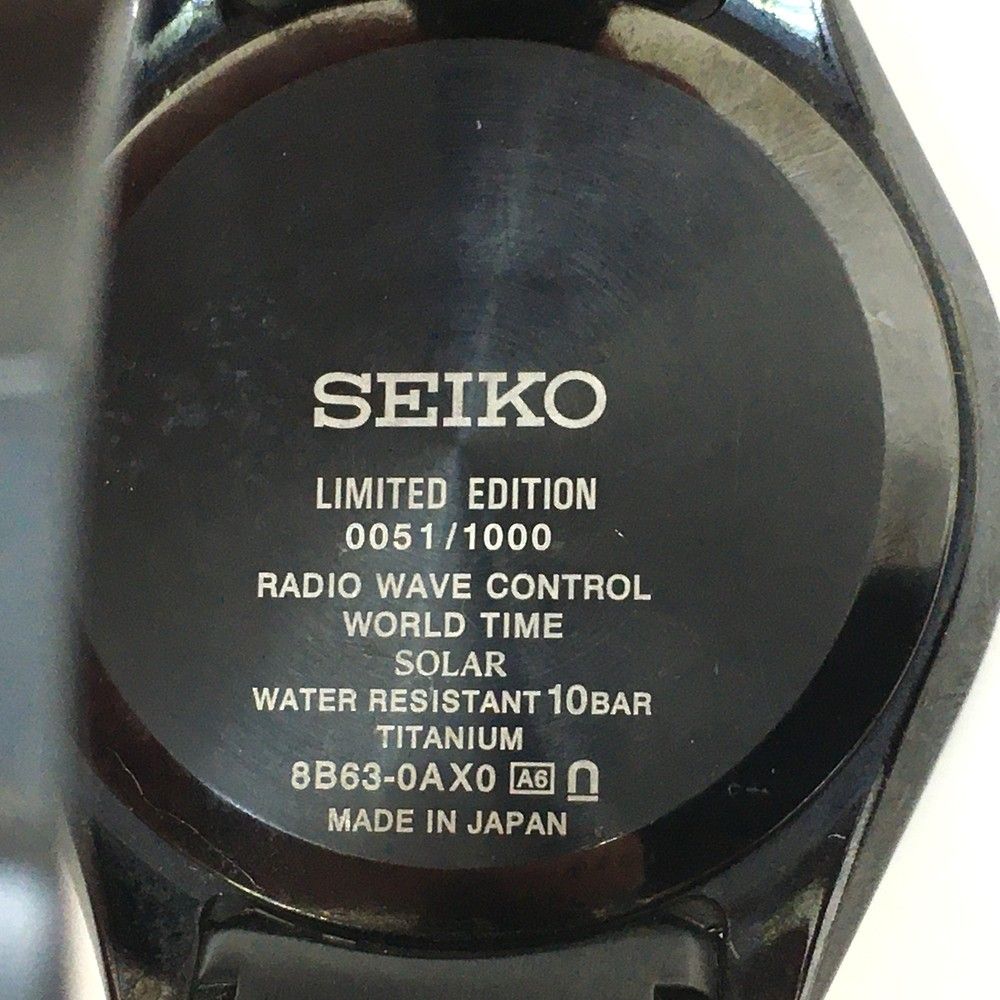 SEIKO
LIMITED EDITION
0051/1000
RADIO WAVE CONTROL
WORLD TIME
SOLAR
WATER RESISTANT 10BAR
TITANIUM
8B63-0AX0 A6
MADE IN JAPAN